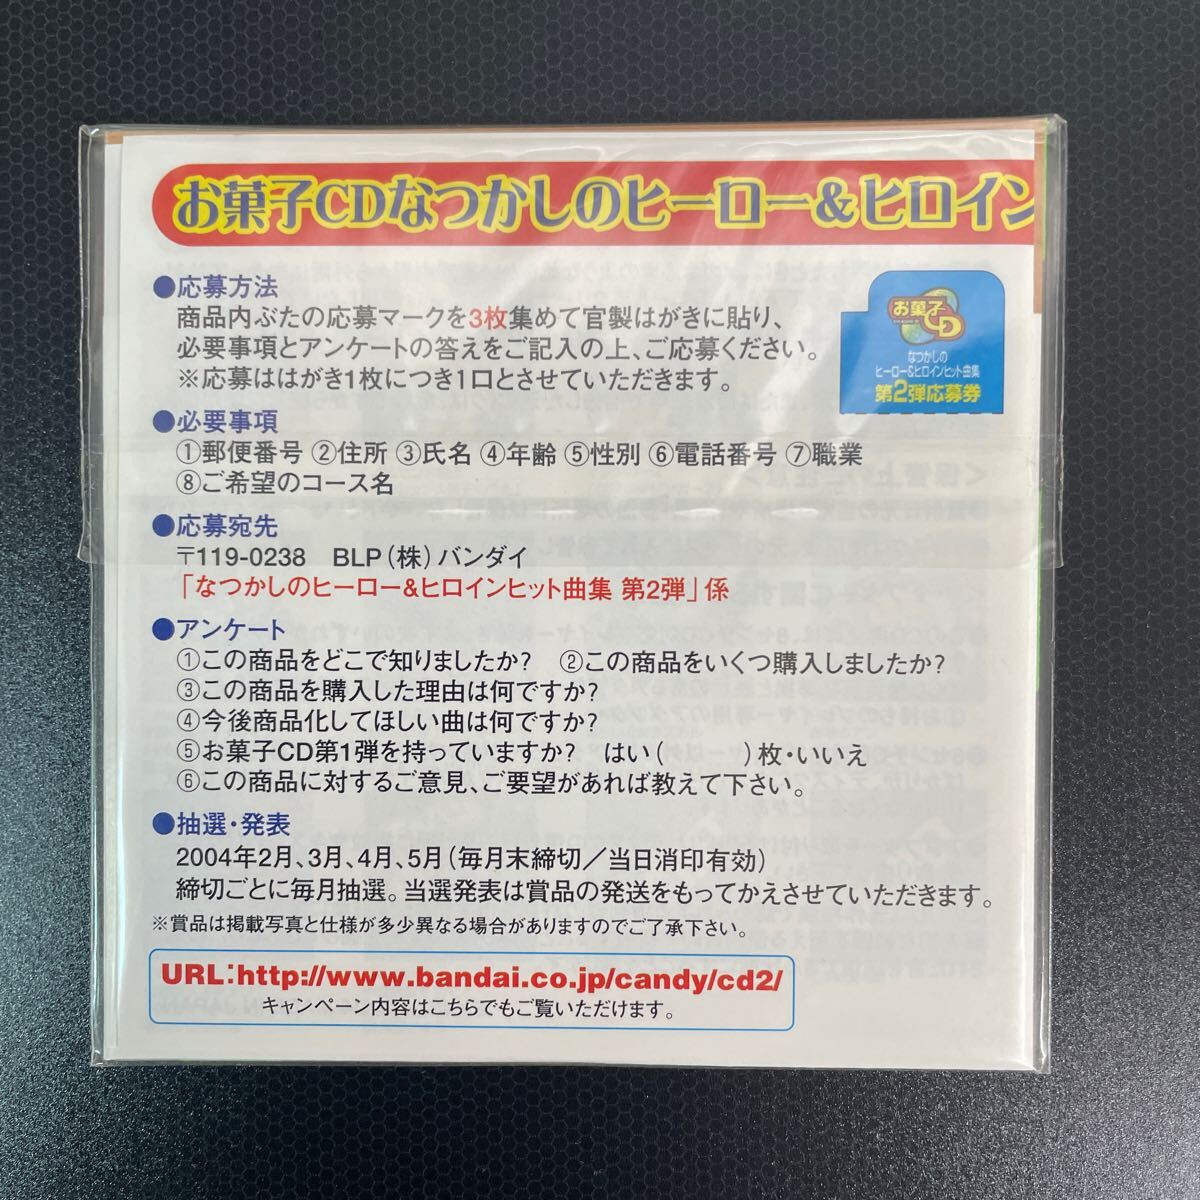 お菓子CDなつかしのヒーロー&ヒロイン
●応募方法
商品内ぶたの応募マークを3枚集めて官製はがきに貼り、
必要事項とアンケートの答えをご記入の上、ご応募ください。
※応募ははがき1枚につき1口とさせていただきます。
お菓子CD
なつかしの
ヒーロー&ヒロインヒット曲集
第2弾応募券
●必要事項
①郵便番号 ②住所 ③氏名 ④年齢 ⑤性別 ⑥電話番号 ⑦職業
⑧ご希望のコース名
●応募宛先
〒119-0238 BLP(株)バンダイ
「なつかしのヒーロー&ヒロインヒット曲集 第2弾」係
●アンケート
①この商品をどこで知りましたか? ②この商品をいくつ購入しましたか?
③この商品を購入した理由は何ですか?
④今後商品化してほしい曲は何ですか?
⑤お菓子CD第1弾を持っていますか? はい( )枚・いいえ
⑥この商品に対するご意見、ご要望があれば教えて下さい。
●抽選・発表
2004年2月、3月、4月、5月(毎月末締切/当日消印有効)
締切ごとに毎月抽選。当選発表は賞品の発送をもってかえさせていただきます。
※賞品は掲載写真と仕様が多少異なる場合がありますのでご了承下さい。
URL:http://www.bandai.co.jp/candy/cd2/
キャンペーン内容はこちらでもご覧いただけます。